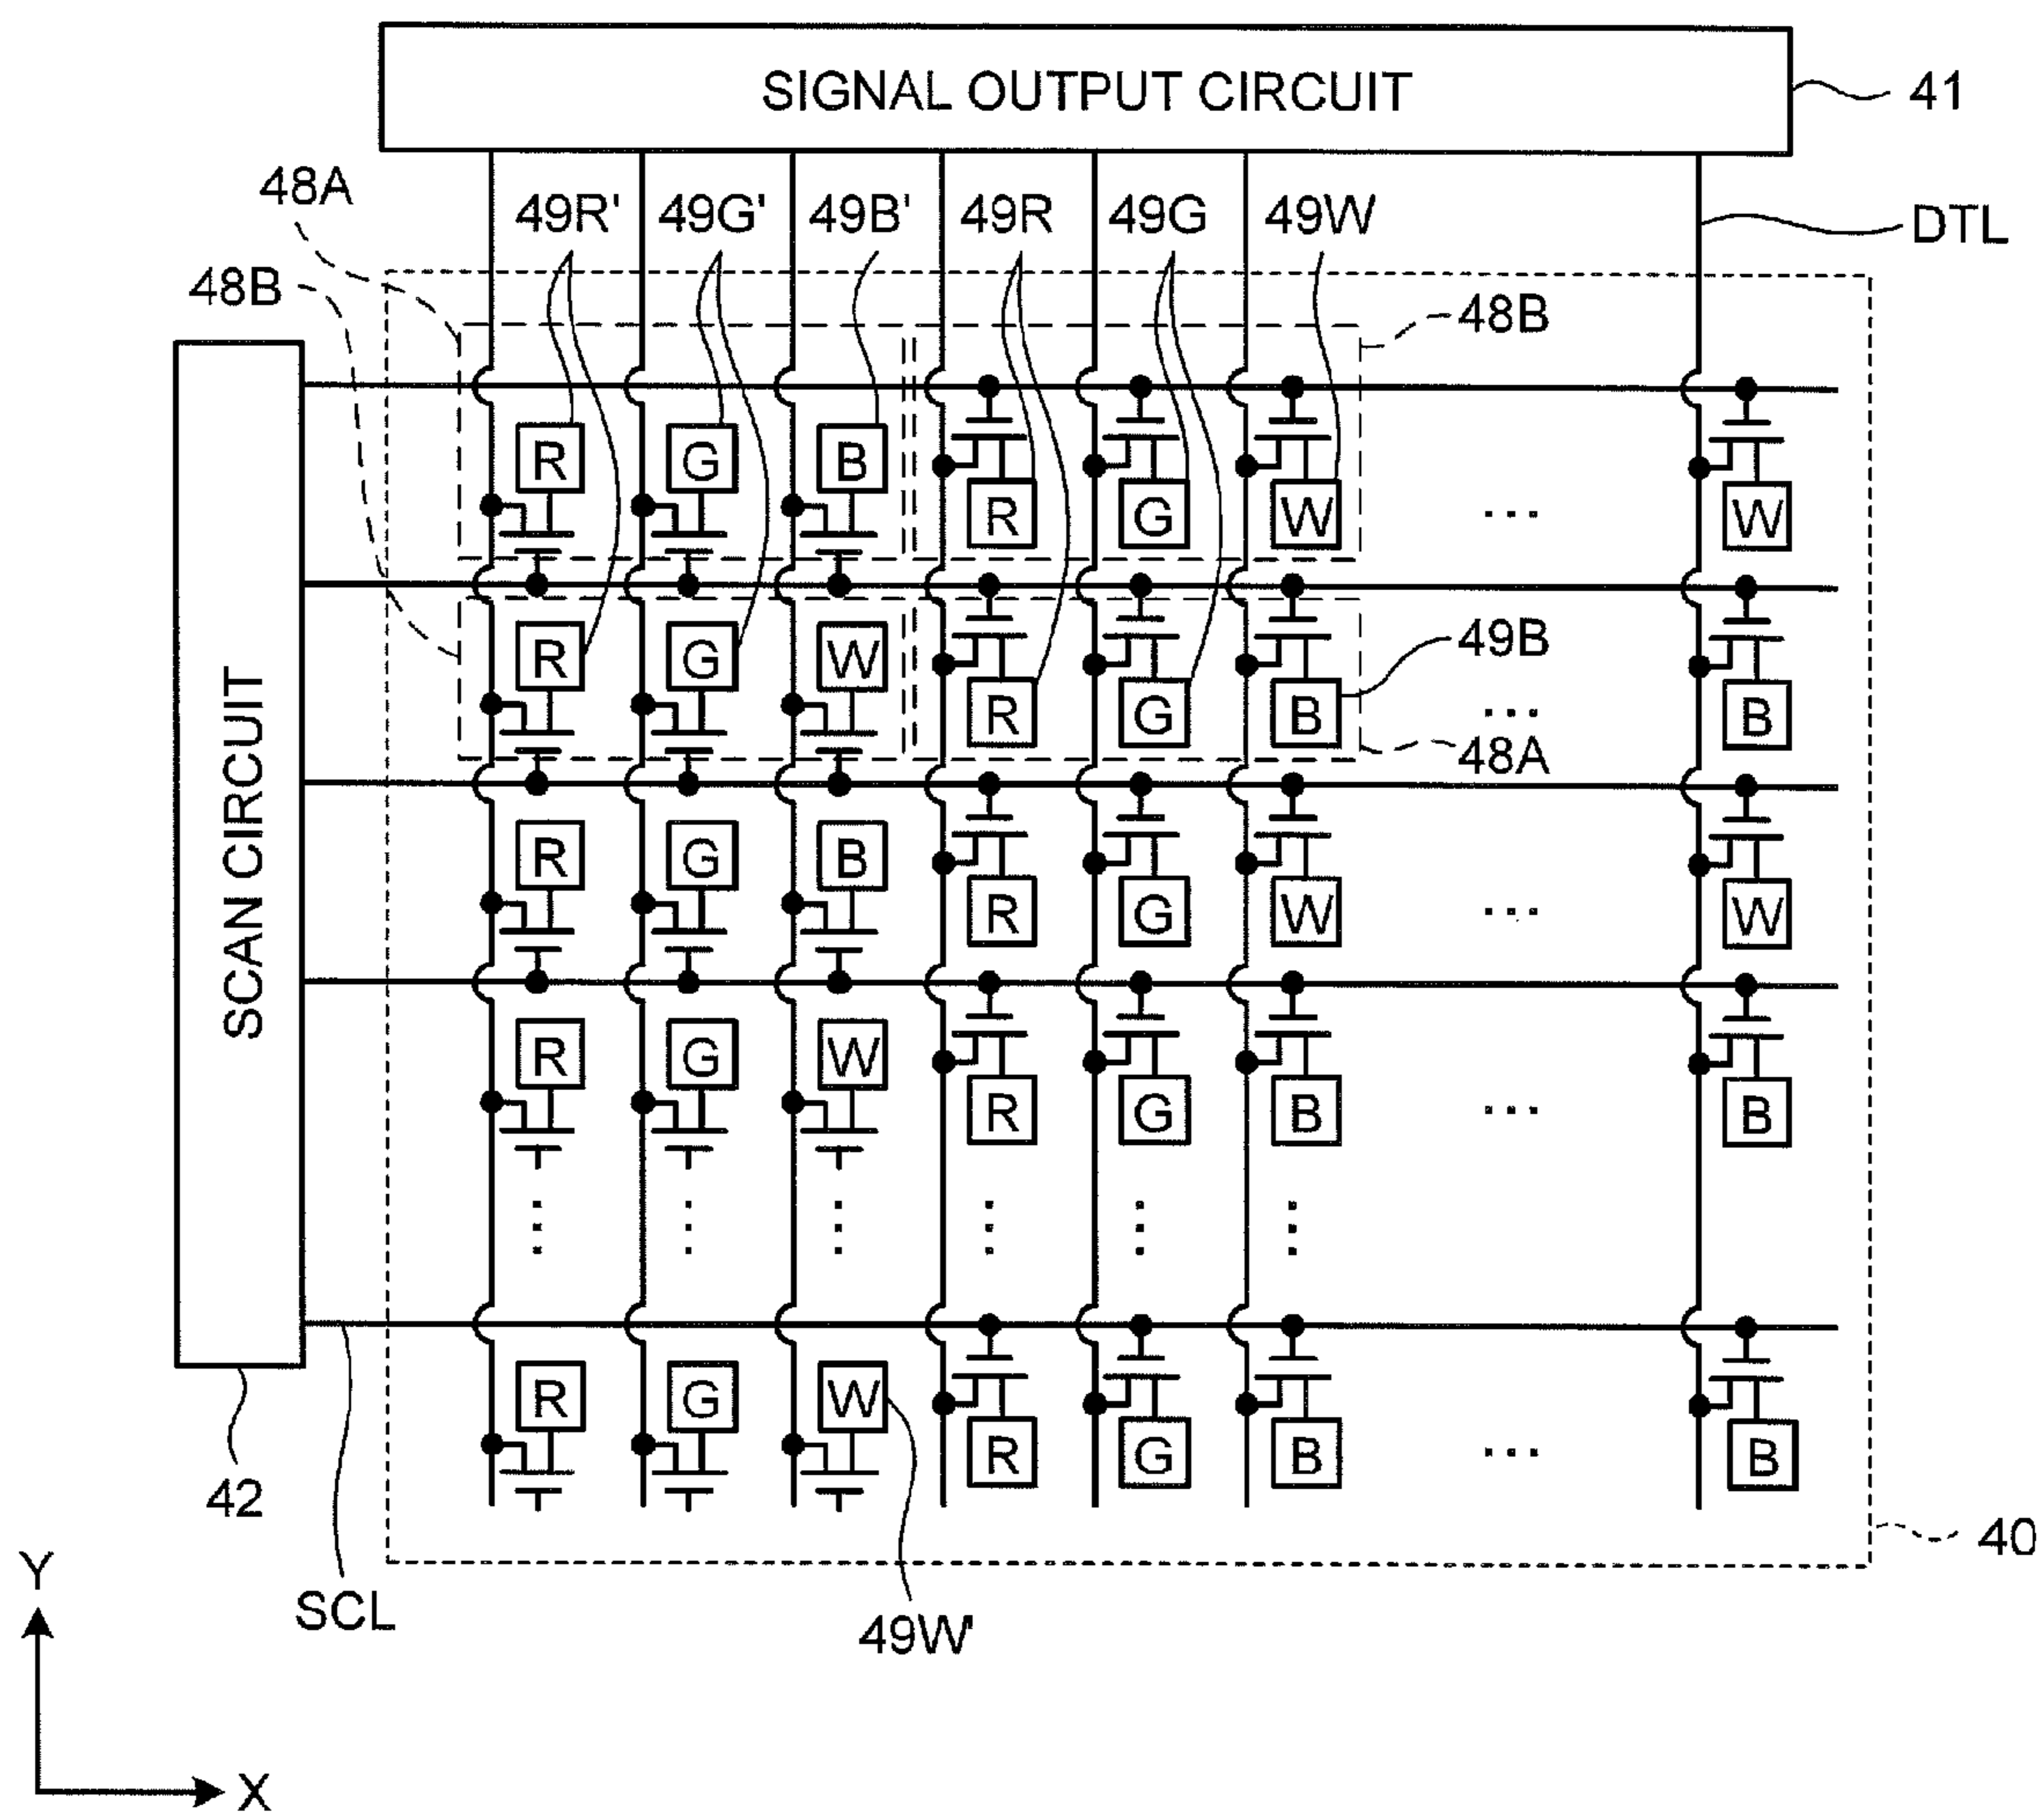 SIGNAL OUTPUT CIRCUIT
41
48A
49R'
49G'
49B'
49R
49G
49W
DTL
48B
48B
R G B R G W ... W
R G W R G B ... B
49B
48A
SCAN CIRCUIT
R G B R G W ... W
R G W R G B ... B
R G W R G B ... B
42
SCL
49W'
40
Y
X